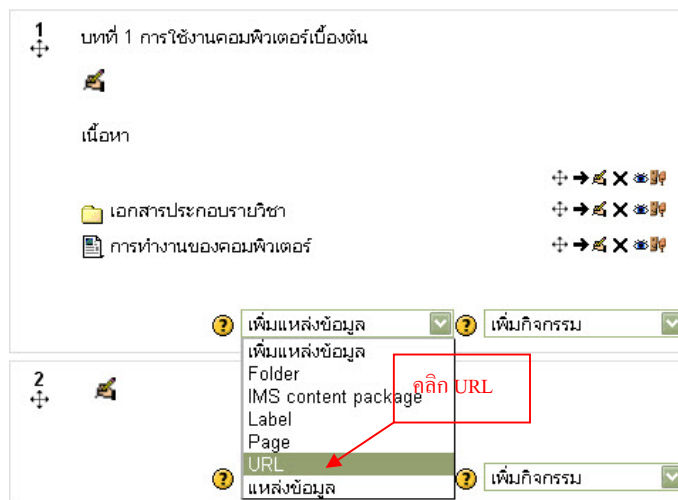 1
บทที่ 1 การใช้งานคอมพิวเตอร์เบื้องต้น
เนื้อหา
เอกสารประกอบรายวิชา
การทำงานของคอมพิวเตอร์
เพิ่มแหล่งข้อมูล
เพิ่มกิจกรรม
เพิ่มแหล่งข้อมูล
Folder
IMS content package
Label
Page
URL
แหล่งข้อมูล
คลิก URL
2
เพิ่มกิจกรรม